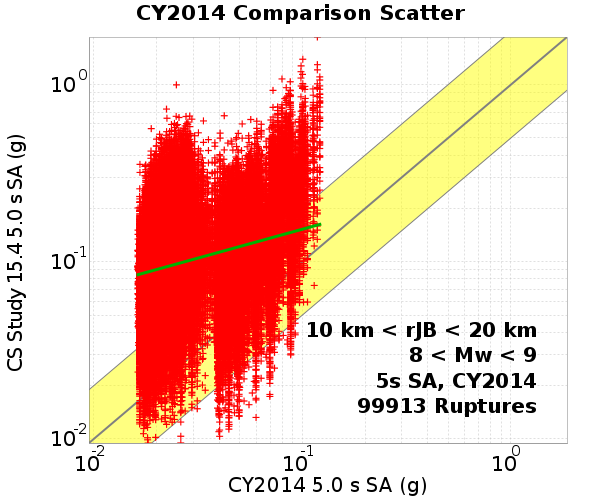 CY2014 Comparison Scatter
CS Study 15.4 5.0 s SA (g)
10⁰
10⁻¹
10⁻²
10 km < rJB < 20 km
8 < Mw < 9
5s SA, CY2014
99913 Ruptures
10⁻² 10⁻¹ 10⁰
CY2014 5.0 s SA (g)